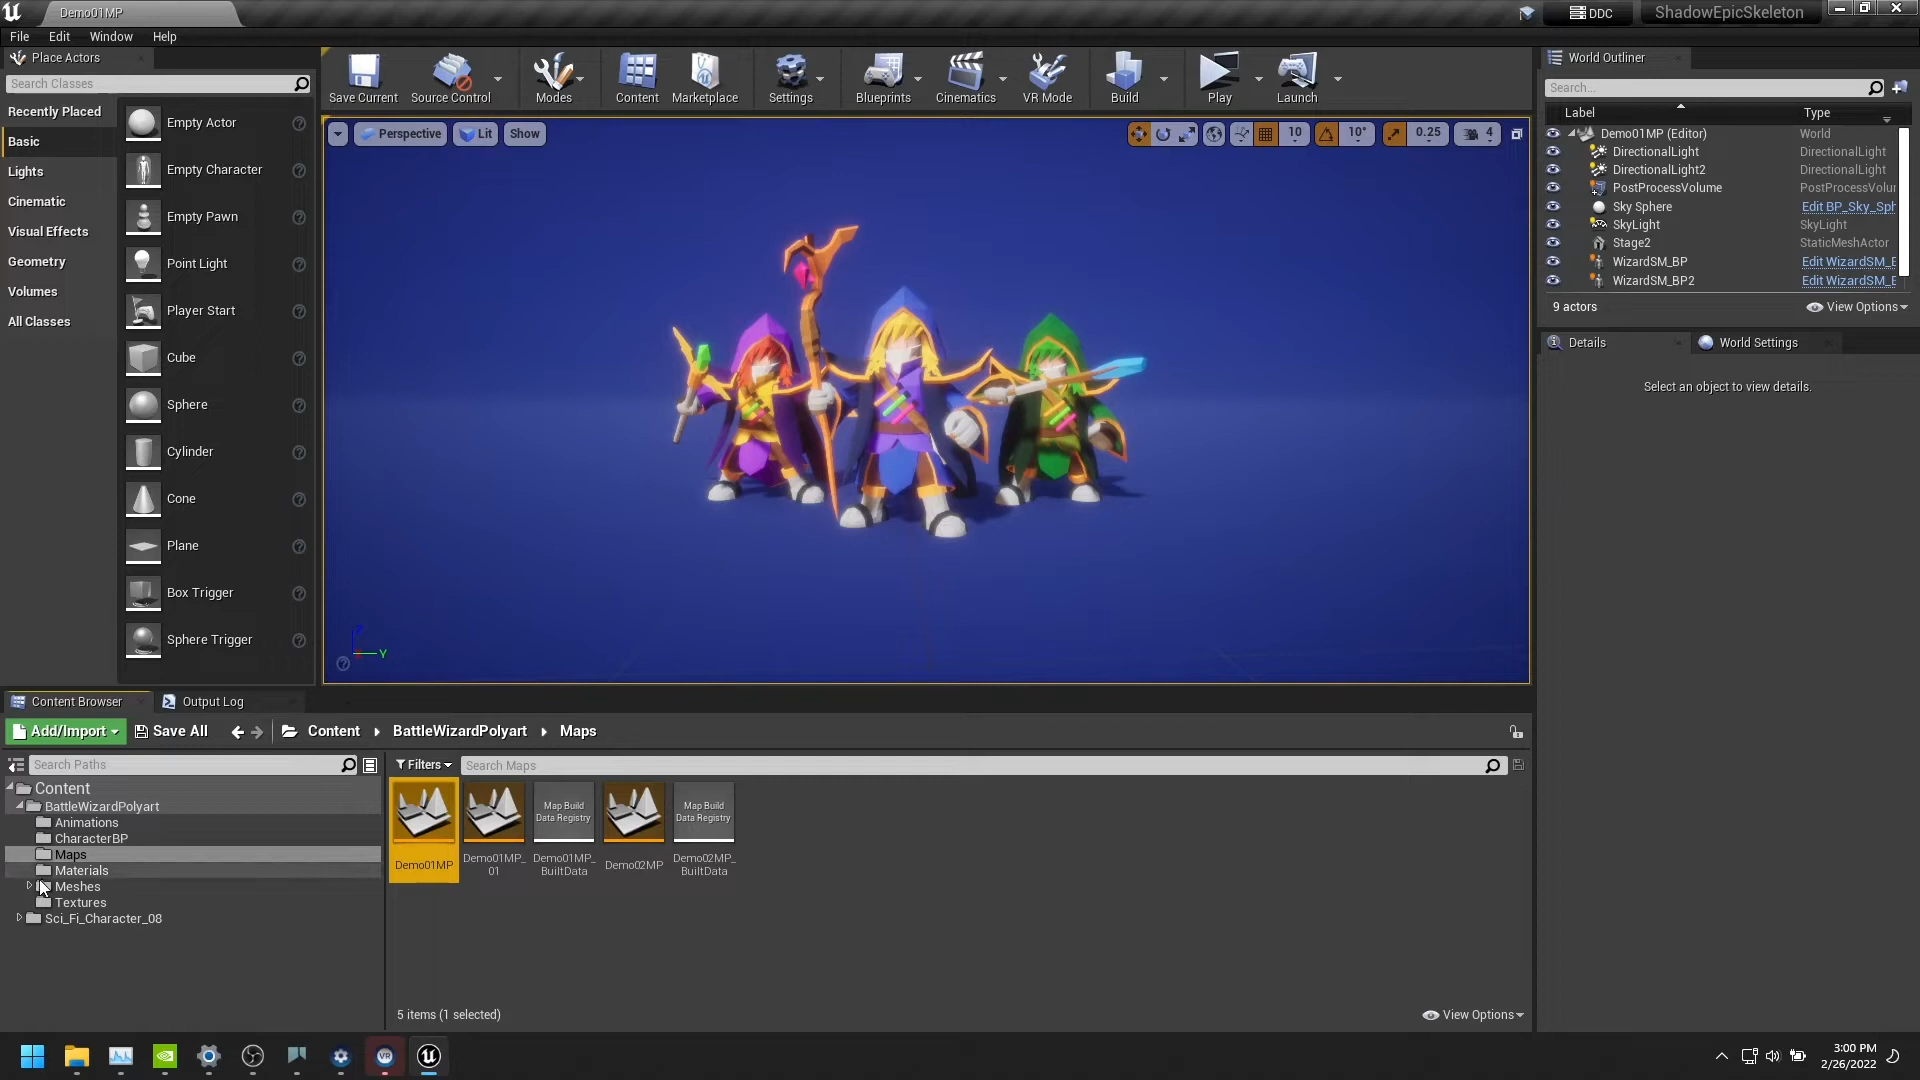 Demo01MP
DDC
ShadowEpicSkeleton
File
Edit
Window
Help
Place Actors
Search Classes
Recently Placed
Basic
Lights
Cinematic
Visual Effects
Geometry
Volumes
All Classes
Empty Actor
Empty Character
Empty Pawn
Point Light
Player Start
Cube
Sphere
Cylinder
Cone
Plane
Box Trigger
Sphere Trigger
Save Current
Source Control
Modes
Content
Marketplace
Settings
Blueprints
Cinematics
VR Mode
Build
Play
Launch
Perspective
Lit
Show
10
10°
0.25
4
Z
Y
World Outliner
Search...
Label
Type
Demo01MP (Editor)
World
DirectionalLight
DirectionalLight
DirectionalLight2
DirectionalLight
PostProcessVolume
PostProcessVolu
Sky Sphere
Edit BP_Sky_Sph
SkyLight
SkyLight
Stage2
StaticMeshActor
WizardSM_BP
Edit WizardSM_E
WizardSM_BP2
Edit WizardSM_E
9 actors
View Options
Details
World Settings
Select an object to view details.
Content Browser
Output Log
Add/Import
Save All
Content
BattleWizardPolyart
Maps
Search Paths
Filters
Search Maps
Content
BattleWizardPolyart
Animations
CharacterBP
Maps
Materials
Meshes
Textures
Sci_Fi_Character_08
Map Build
Data Registry
Map Build
Data Registry
Demo01MP
Demo01MP_
01
Demo01MP_
BuiltData
Demo02MP
Demo02MP_
BuiltData
5 items (1 selected)
View Options
VR
3:00 PM
2/26/2022